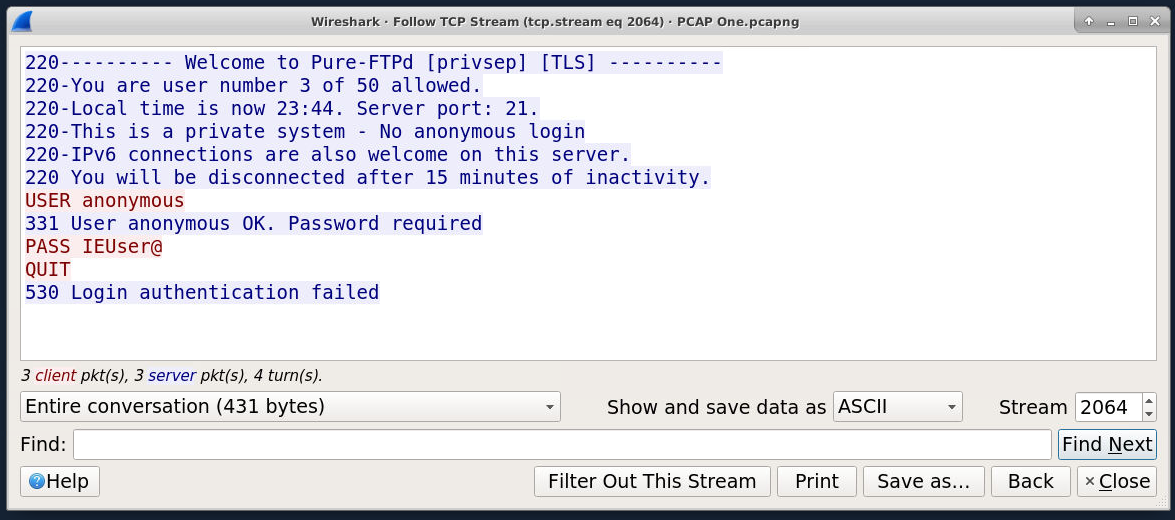 Wireshark · Follow TCP Stream (tcp.stream eq 2064) · PCAP One.pcapng
220---------- Welcome to Pure-FTPd [privsep] [TLS] ----------
220-You are user number 3 of 50 allowed.
220-Local time is now 23:44. Server port: 21.
220-This is a private system - No anonymous login
220-IPv6 connections are also welcome on this server.
220 You will be disconnected after 15 minutes of inactivity.
USER anonymous
331 User anonymous OK. Password required
PASS IEUser@
QUIT
530 Login authentication failed
3 client pkt(s), 3 server pkt(s), 4 turn(s).
Entire conversation (431 bytes) Show and save data as ASCII Stream 2064
Find: Find Next
Help Filter Out This Stream Print Save as... Back Close